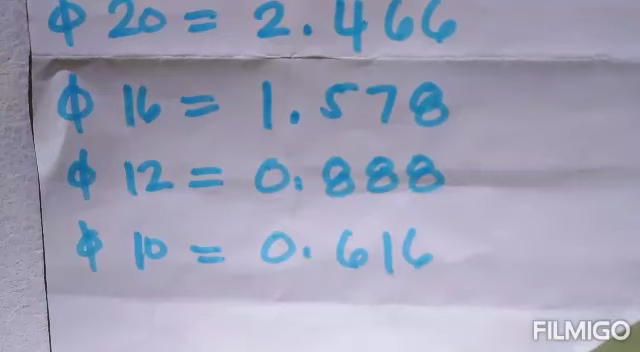 φ 20 = 2.466
φ 16 = 1.578
φ 12 = 0.888
φ 10 = 0.616
FILMIGO